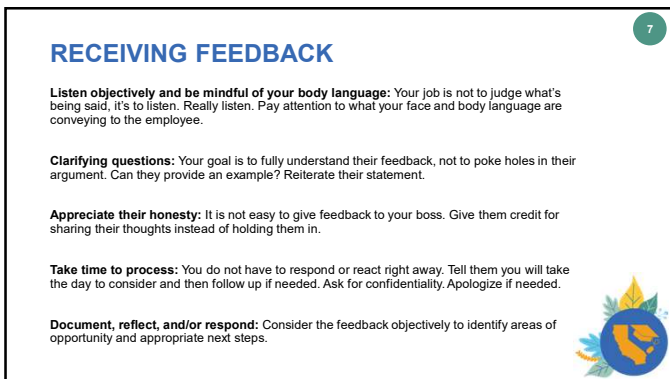 7
RECEIVING FEEDBACK
Listen objectively and be mindful of your body language: Your job is not to judge what's
being said, it's to listen. Really listen. Pay attention to what your face and body language are
conveying to the employee.
Clarifying questions: Your goal is to fully understand their feedback, not to poke holes in their
argument. Can they provide an example? Reiterate their statement.
Appreciate their honesty: It is not easy to give feedback to your boss. Give them credit for
sharing their thoughts instead of holding them in.
Take time to process: You do not have to respond or react right away. Tell them you will take
the day to consider and then follow up if needed. Ask for confidentiality. Apologize if needed.
Document, reflect, and/or respond: Consider the feedback objectively to identify areas of
opportunity and appropriate next steps.